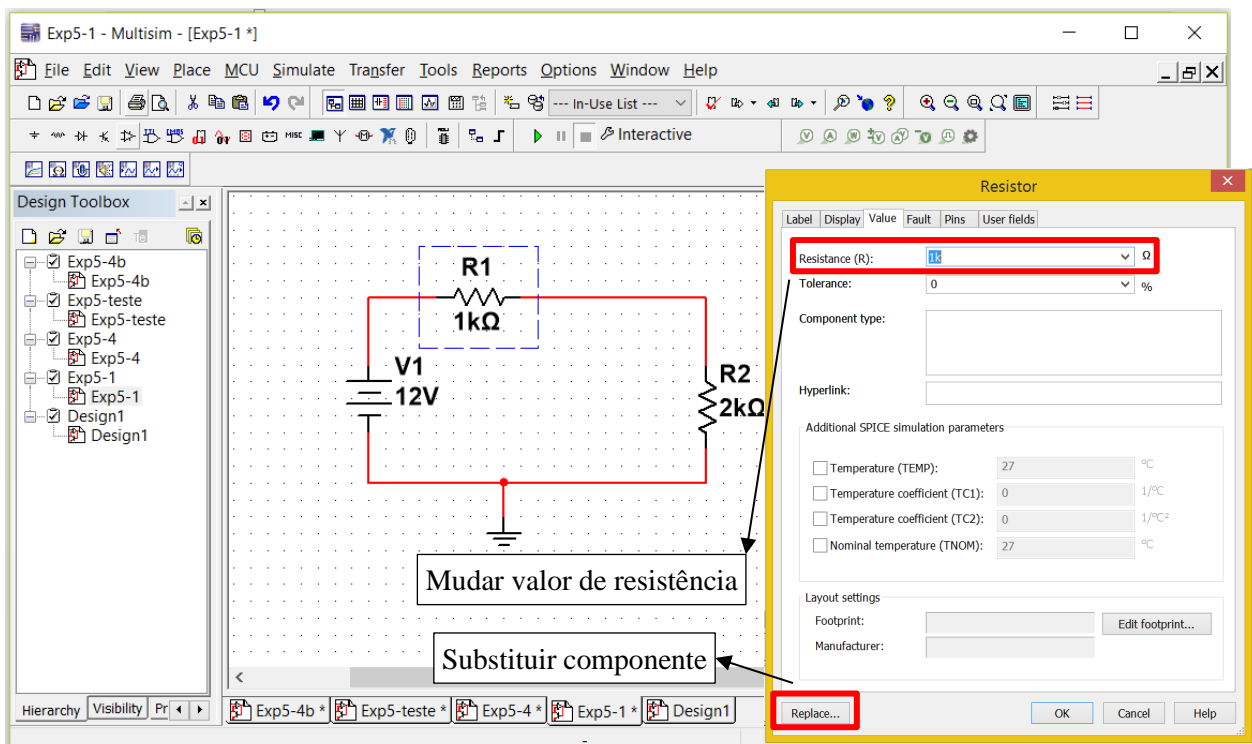 Exp5-1 - Multisim - [Exp5-1 *]
File Edit View Place MCU Simulate Transfer Tools Reports Options Window Help
--- In-Use List ---
MISC
Interactive
Design Toolbox
Exp5-4b
Exp5-4b
Exp5-teste
Exp5-teste
Exp5-4
Exp5-4
Exp5-1
Exp5-1
Design1
Design1
Hierarchy Visibility Pr
R1
1kΩ
V1
12V
R2
2kΩ
Mudar valor de resistência
Substituir componente
Exp5-4b * Exp5-teste * Exp5-4 * Exp5-1 * Design1
Resistor
Label Display Value Fault Pins User fields
Resistance (R): 1k Ω
Tolerance: 0 %
Component type:
Hyperlink:
Additional SPICE simulation parameters
Temperature (TEMP): 27 ºC
Temperature coefficient (TC1): 0 1/ºC
Temperature coefficient (TC2): 0 1/ºC²
Nominal temperature (TNOM): 27 ºC
Layout settings
Footprint: Edit footprint...
Manufacturer:
Replace... OK Cancel Help